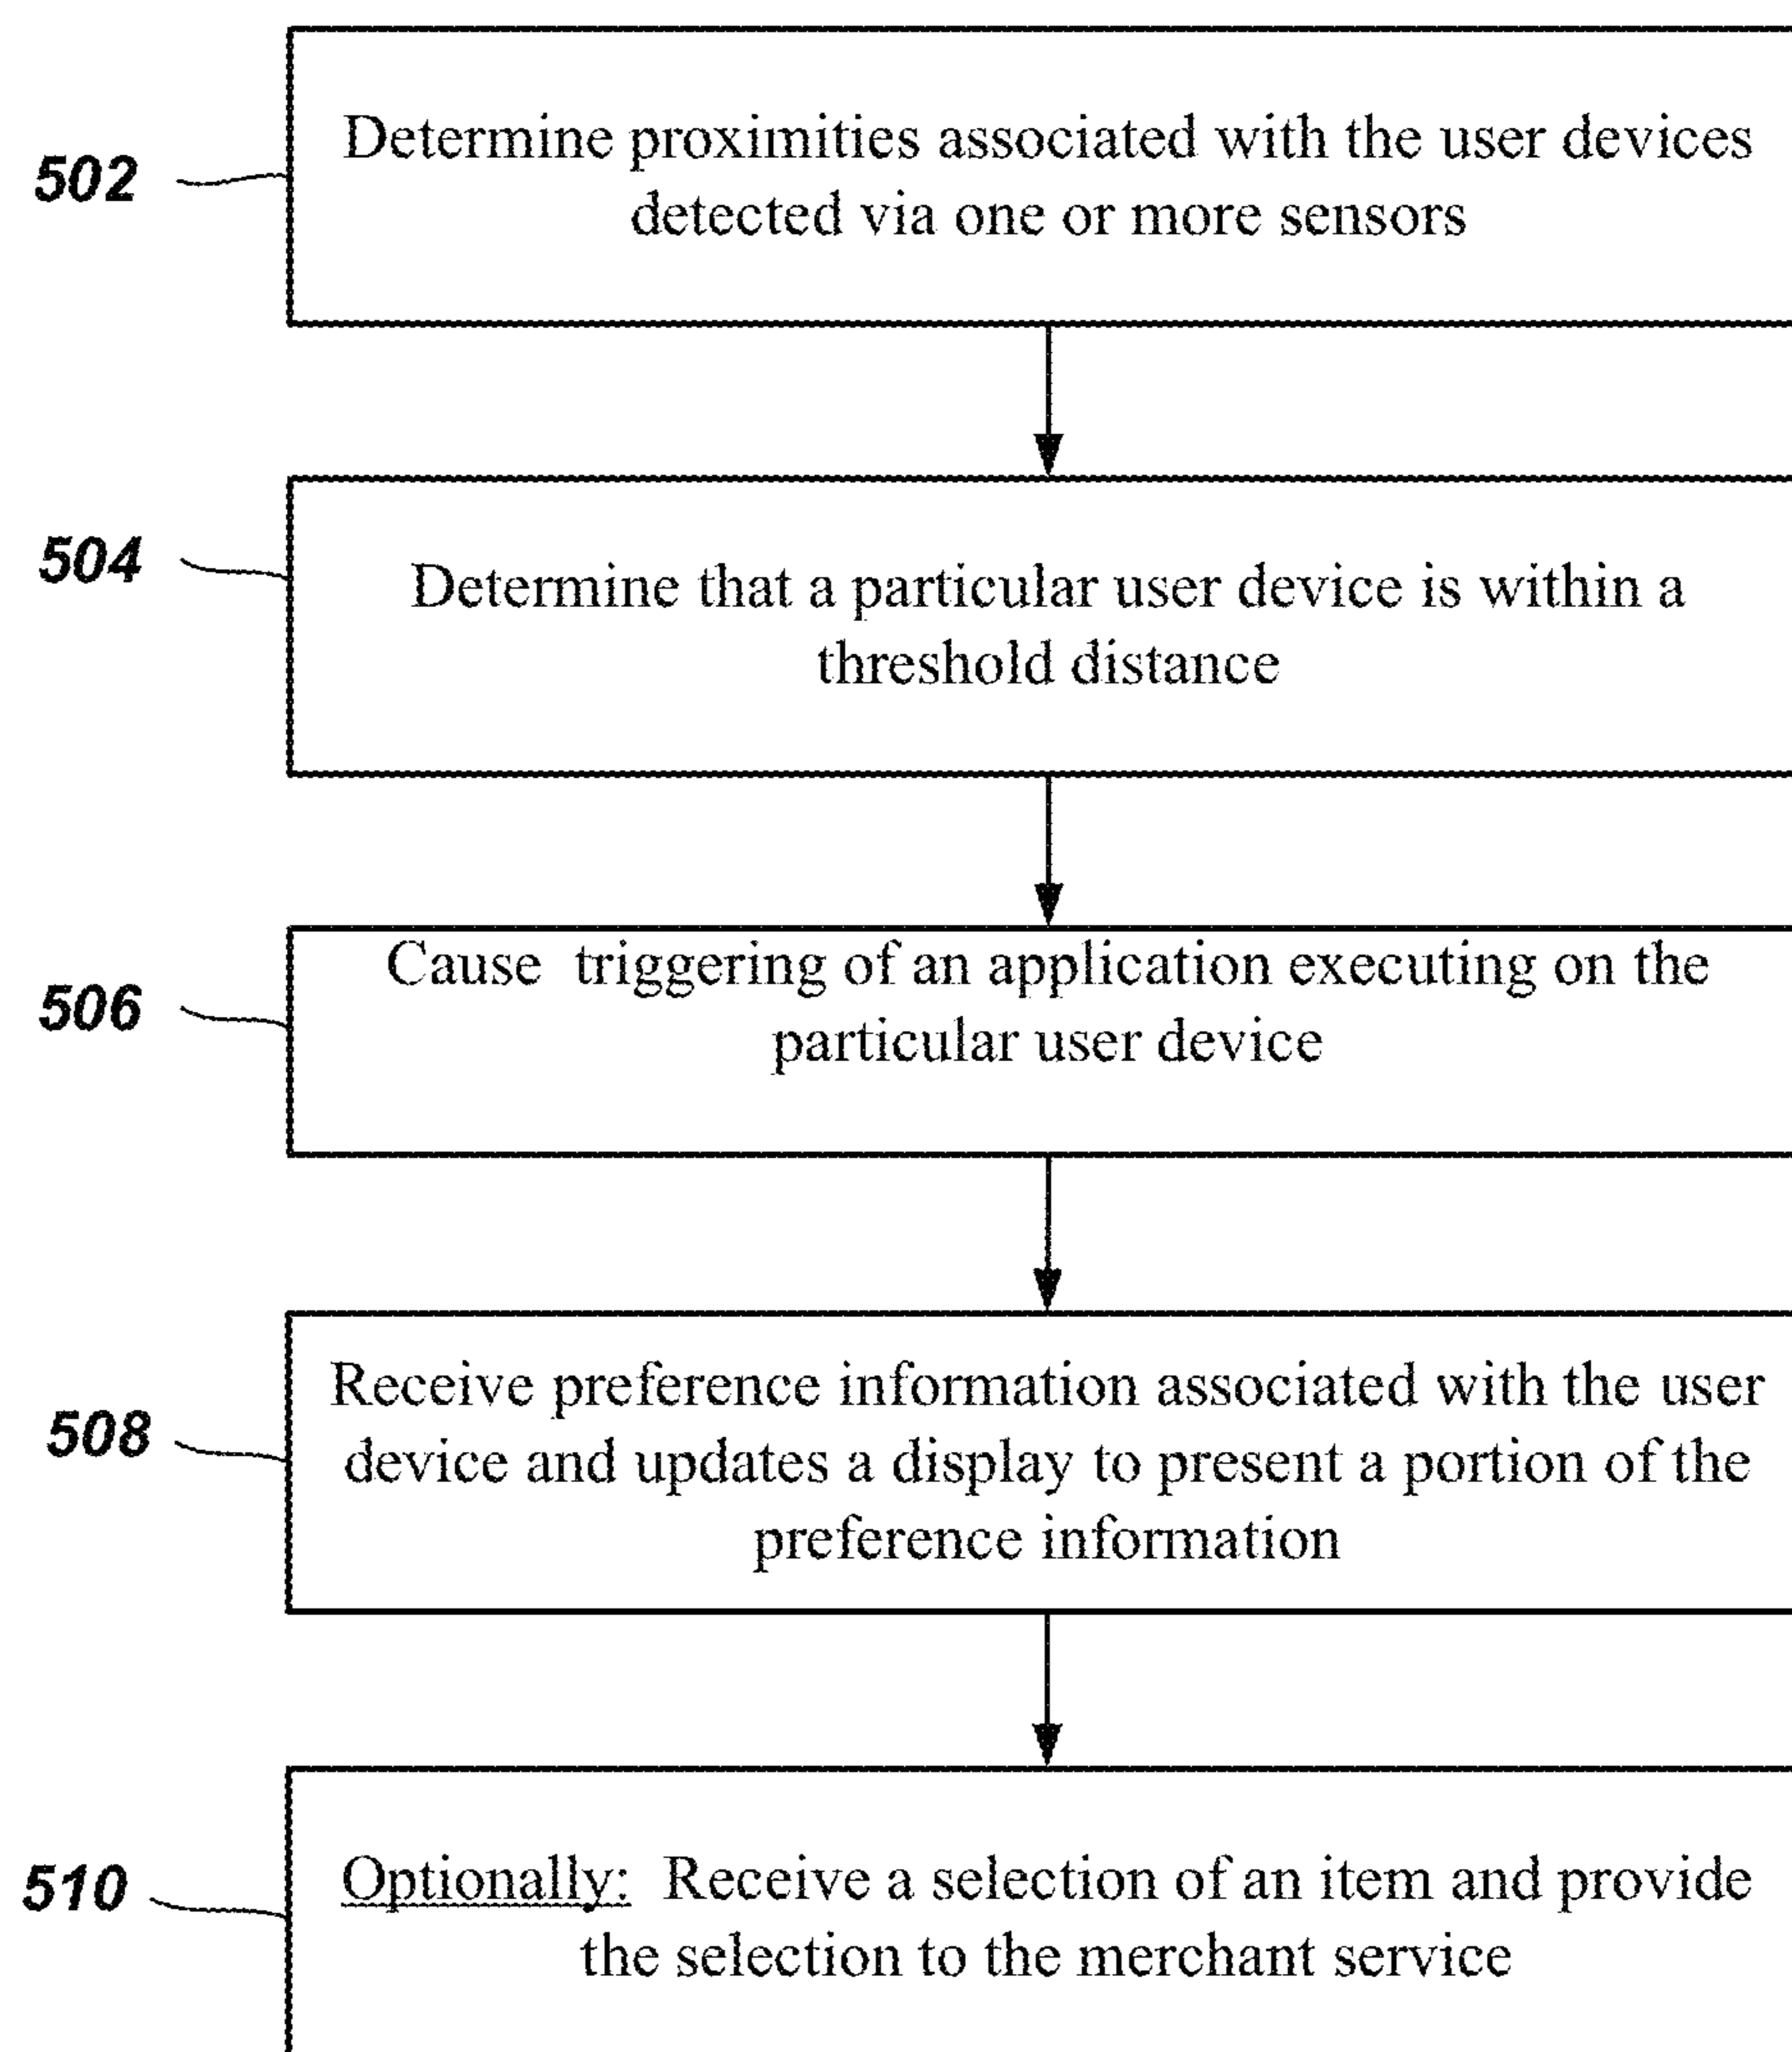 502
Determine proximities associated with the user devices
detected via one or more sensors
504
Determine that a particular user device is within a
threshold distance
506
Cause triggering of an application executing on the
particular user device
508
Receive preference information associated with the user
device and updates a display to present a portion of the
preference information
510
Optionally: Receive a selection of an item and provide
the selection to the merchant service